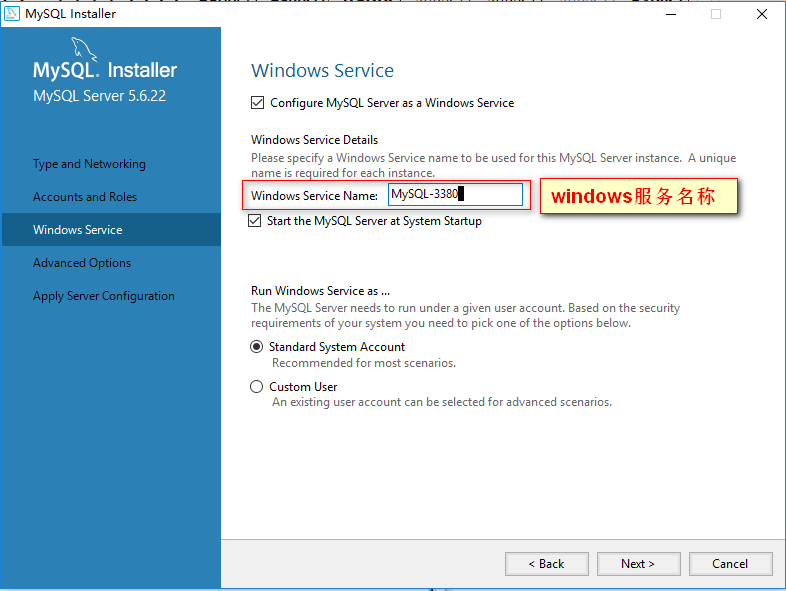 MySQL Installer
MySQL. Installer
MySQL Server 5.6.22
Type and Networking
Accounts and Roles
Windows Service
Advanced Options
Apply Server Configuration
Windows Service
Configure MySQL Server as a Windows Service
Windows Service Details
Please specify a Windows Service name to be used for this MySQL Server instance. A unique
name is required for each instance.
Windows Service Name: MySQL-3380
windows服务名称
Start the MySQL Server at System Startup
Run Windows Service as ...
The MySQL Server needs to run under a given user account. Based on the security
requirements of your system you need to pick one of the options below.
Standard System Account
Recommended for most scenarios.
Custom User
An existing user account can be selected for advanced scenarios.
< Back
Next >
Cancel